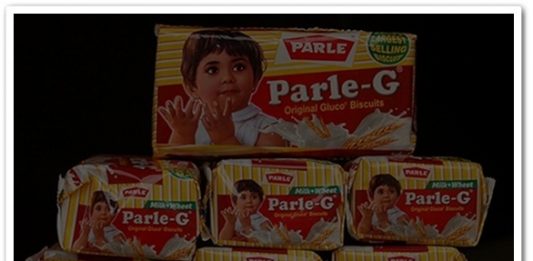 PARLE
LARGEST
SELLING
BISCUIT
Parle-G
Original Gluco' Biscuits
PARLE
Milk+Wheat
Parle-G
Original Gluco' Biscuits
PARLE
Milk+Wheat
Parle-G
Original Gluco' Biscuits
PARLE
Milk+Wheat
Parle-G
Original Gluco' Biscuits